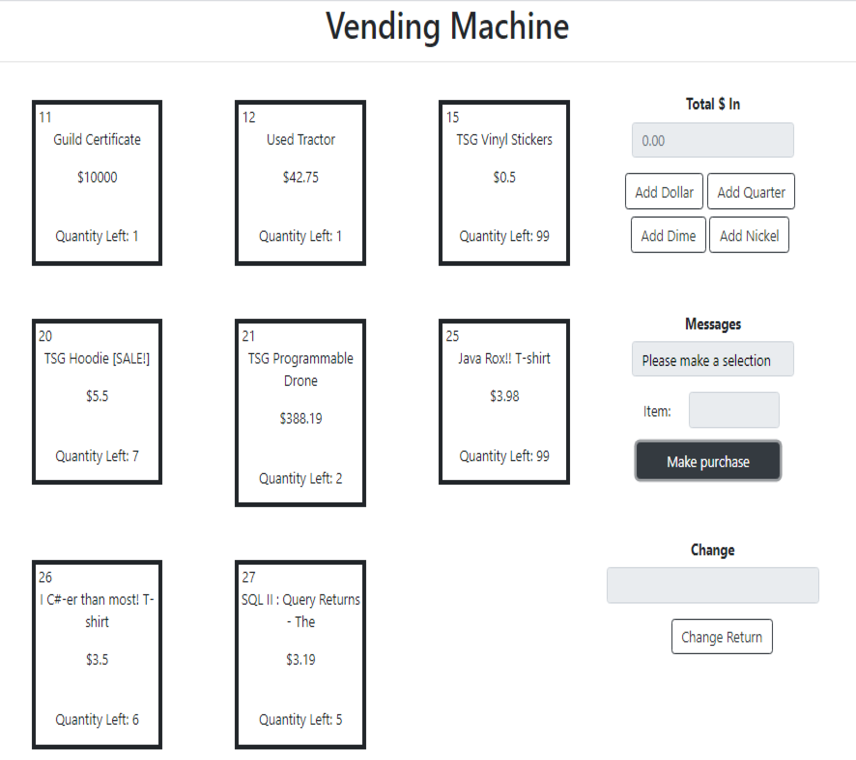 Vending Machine
11
Guild Certificate
$10000
Quantity Left: 1
12
Used Tractor
$42.75
Quantity Left: 1
15
TSG Vinyl Stickers
$0.5
Quantity Left: 99
Total $ In
0.00
Add Dollar
Add Quarter
Add Dime
Add Nickel
20
TSG Hoodie [SALE!]
$5.5
Quantity Left: 7
21
TSG Programmable
Drone
$388.19
Quantity Left: 2
25
Java Rox!! T-shirt
$3.98
Quantity Left: 99
Messages
Please make a selection
Item:
Make purchase
26
I C#-er than most! T-
shirt
$3.5
Quantity Left: 6
27
SQL II : Query Returns
- The
$3.19
Quantity Left: 5
Change
Change Return